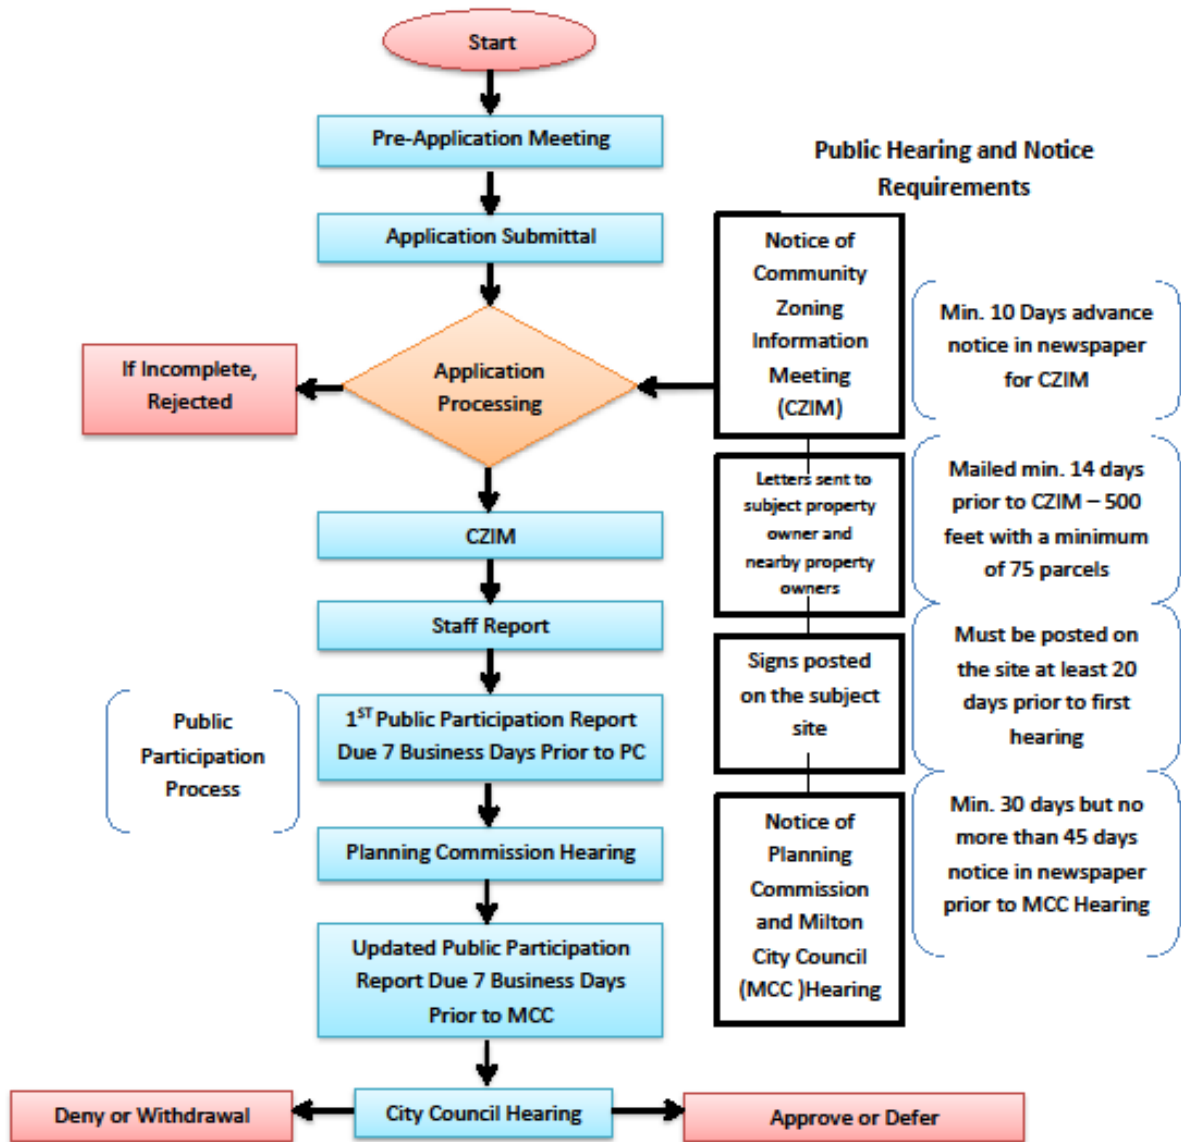 Start
Pre-Application Meeting
Public Hearing and Notice
Requirements
Application Submittal
Notice of
Community
Zoning
Information
Meeting
(CZIM)
Min. 10 Days advance
notice in newspaper
for CZIM
If Incomplete,
Rejected
Application
Processing
Letters sent to
subject property
owner and
nearby property
owners
Mailed min. 14 days
prior to CZIM – 500
feet with a minimum
of 75 parcels
CZIM
Staff Report
Signs posted
on the subject
site
Must be posted on
the site at least 20
days prior to first
hearing
Public
Participation
Process
1ST Public Participation Report
Due 7 Business Days Prior to PC
Notice of
Planning
Commission
and Milton
City Council
(MCC )Hearing
Min. 30 days but no
more than 45 days
notice in newspaper
prior to MCC Hearing
Planning Commission Hearing
Updated Public Participation
Report Due 7 Business Days
Prior to MCC
Deny or Withdrawal
City Council Hearing
Approve or Defer